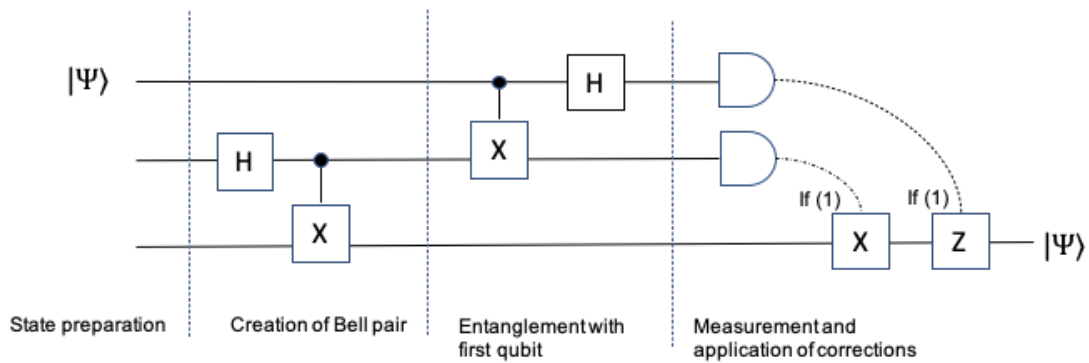 |Ψ⟩
H
H
X
X
If (1)
If (1)
X
Z
|Ψ⟩
State preparation
Creation of Bell pair
Entanglement with
first qubit
Measurement and
application of corrections